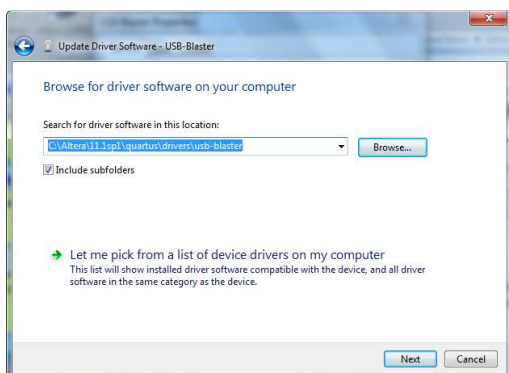 Update Driver Software - USB-Blaster
Browse for driver software on your computer
Search for driver software in this location:
C:\Altera\11.1sp1\quartus\drivers\usb-blaster
Browse...
Include subfolders
Let me pick from a list of device drivers on my computer
This list will show installed driver software compatible with the device, and all driver
software in the same category as the device.
Next
Cancel